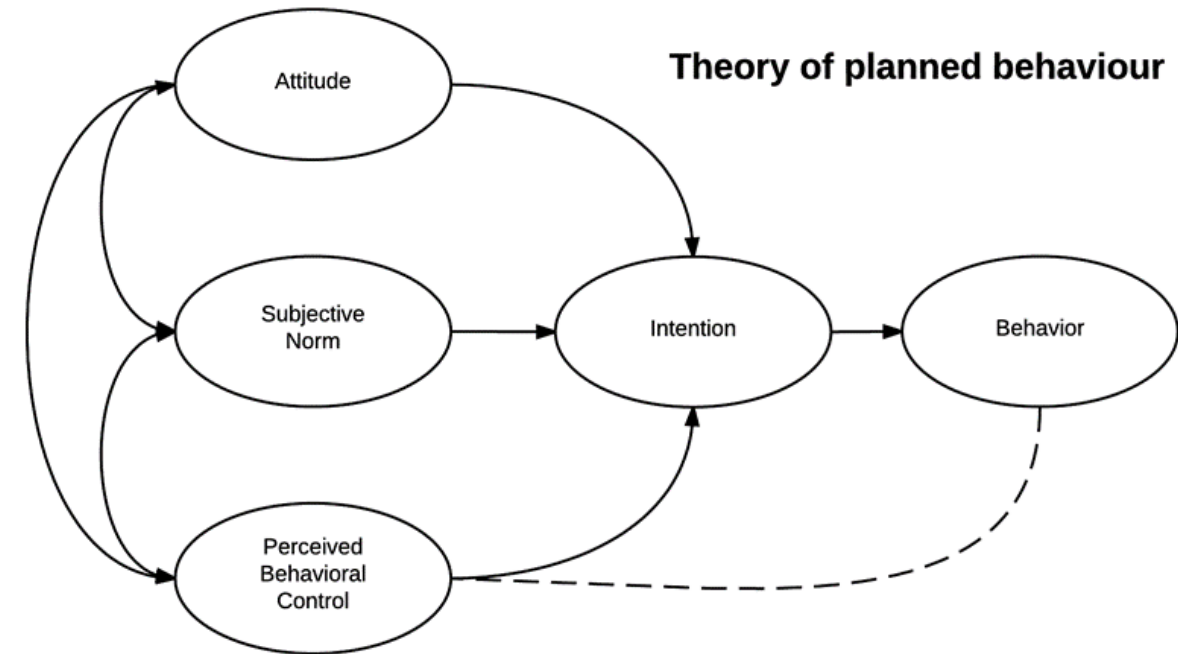 Theory of planned behaviour
Attitude
Subjective
Norm
Intention
Behavior
Perceived
Behavioral
Control